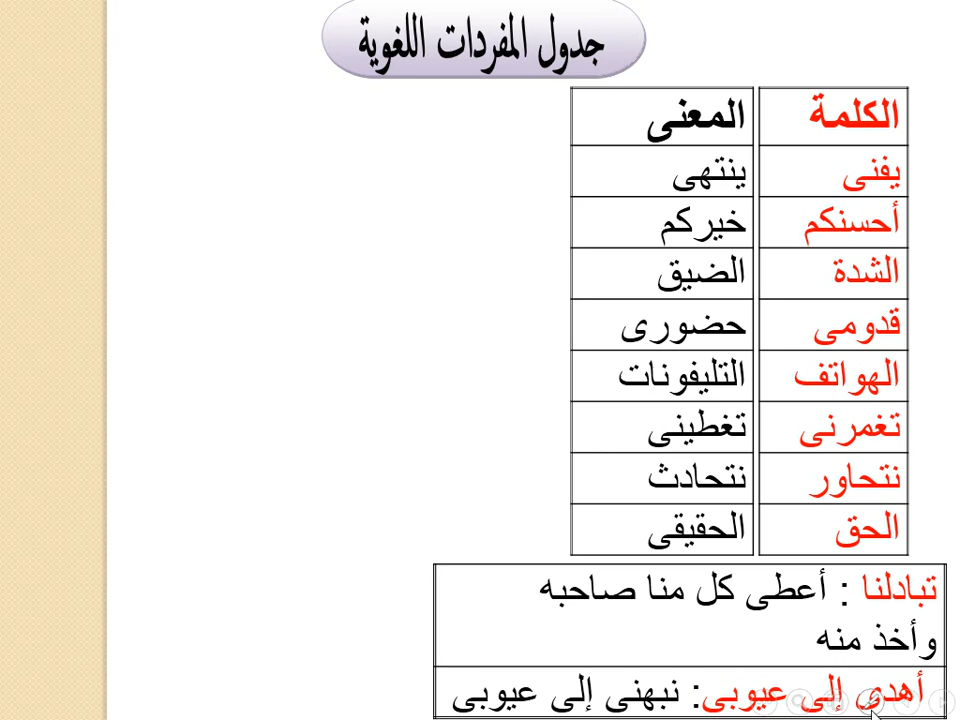 جدول المفردات اللغوية
الكلمة المعنى
يفنى ينتهى
أحسنكم خيركم
الشدة الضيق
قدومى حضورى
الهواتف التليفونات
تغمرنى تغطينى
نتحاور نتحادث
الحق الحقيقى
تبادلنا : أعطى كل منا صاحبه
وأخذ منه
أهدى إلى عيوبى: نبهنى إلى عيوبى